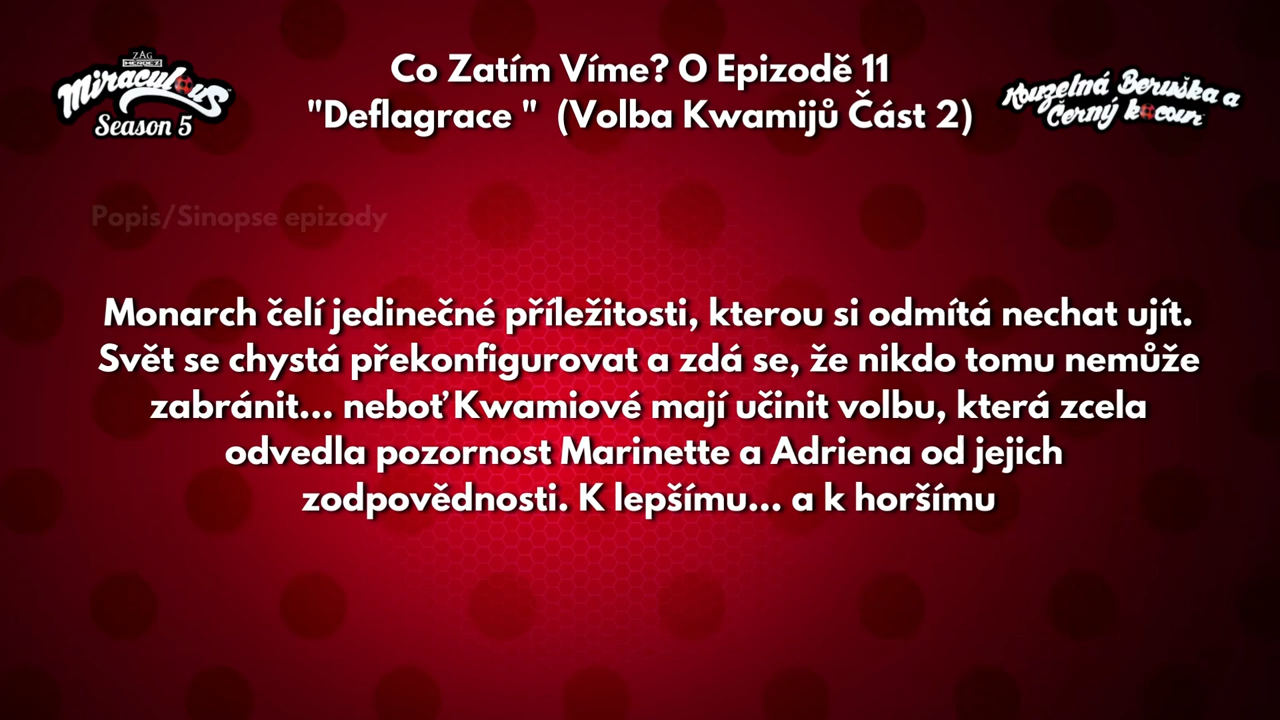 ZAG
HEROEZ
Miraculous
Season 5
Co Zatím Víme? O Epizodě 11
"Deflagrace " (Volba Kwamijů Část 2)
Kouzelná Beruška a
Černý kocour
Popis/Sinopse epizody
Monarch čelí jedinečné příležitosti, kterou si odmítá nechat ujít.
Svět se chystá překonfigurovat a zdá se, že nikdo tomu nemůže
zabránit... neboť Kwamiové mají učinit volbu, která zcela
odvedla pozornost Marinette a Adriena od jejich
zodpovědnosti. K lepšímu... a k horšímu